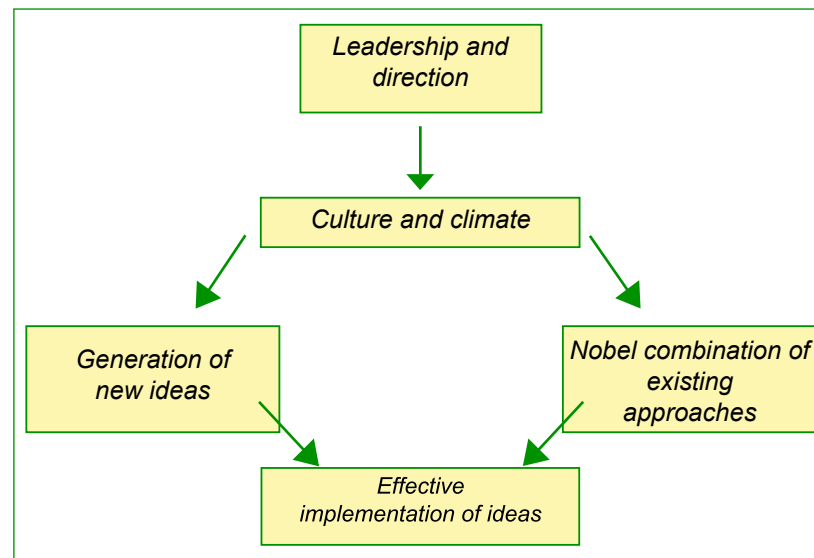 Leadership and
direction
Culture and climate
Generation of
new ideas
Nobel combination of
existing
approaches
Effective
implementation of ideas